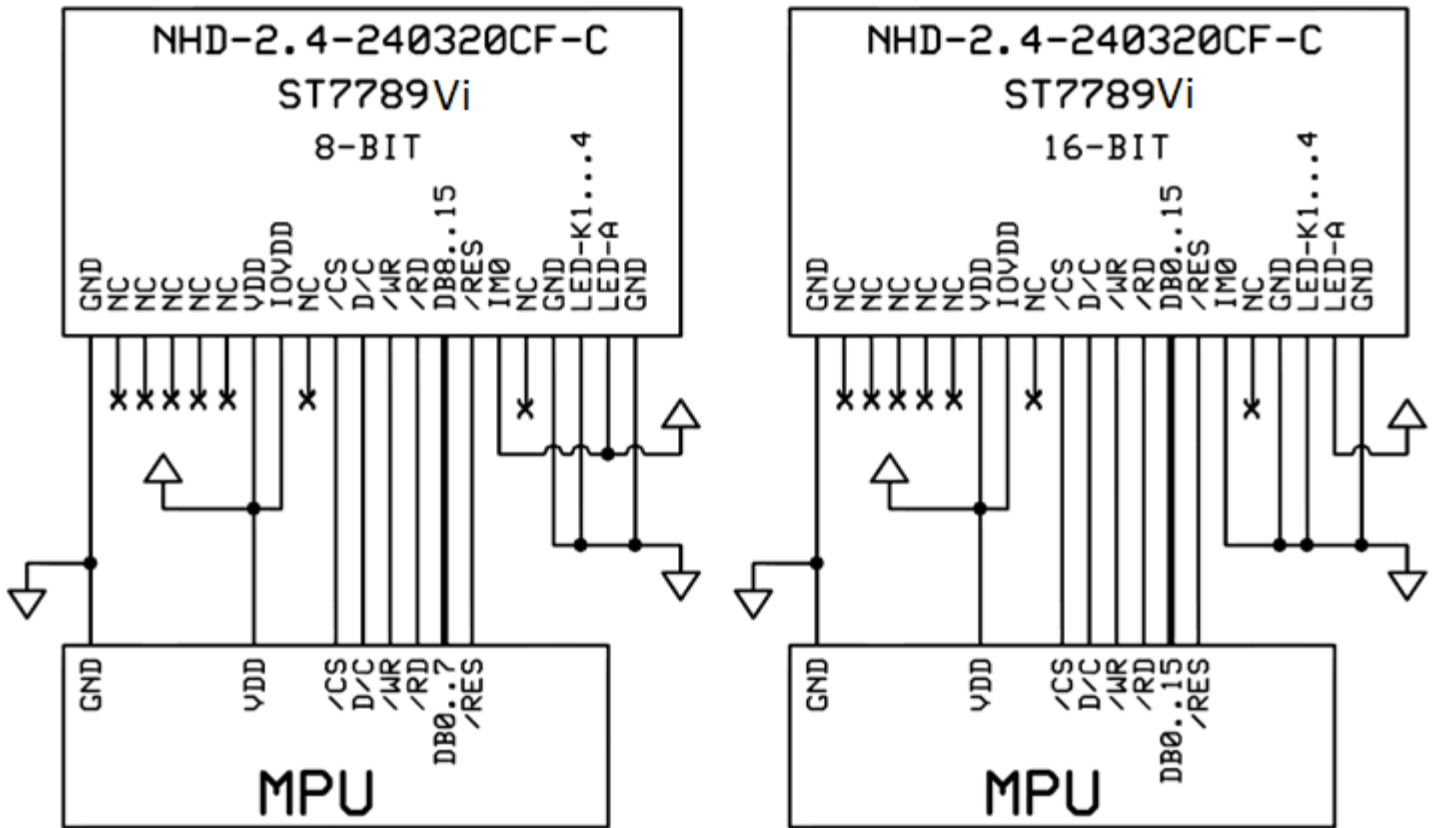 NHD-2.4-240320CF-C
ST7789Vi
8-BIT
GND
NC
NC
NC
NC
NC
VDD
IOVDD
NC
/CS
D/C
/WR
/RD
DB8..15
/RES
IM0
NC
GND
LED-K1...4
LED-A
GND
GND
VDD
/CS
D/C
/WR
/RD
DB0..7
/RES
MPU
NHD-2.4-240320CF-C
ST7789Vi
16-BIT
GND
NC
NC
NC
NC
NC
VDD
IOVDD
NC
/CS
D/C
/WR
/RD
DB0..15
/RES
IM0
NC
GND
LED-K1...4
LED-A
GND
GND
VDD
/CS
D/C
/WR
/RD
DB0..15
/RES
MPU